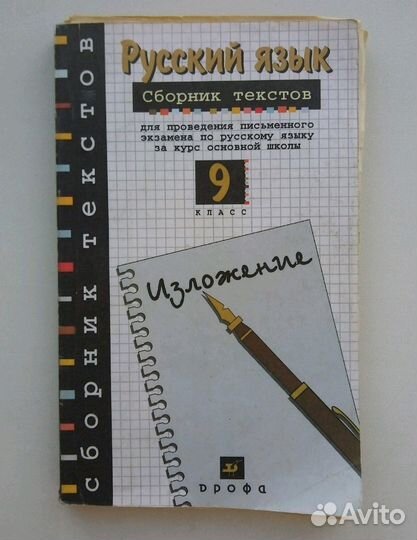 Русский язык
Сборник текстов
для проведения письменного
экзамена по русскому языку
за курс основной школы
9
КЛАСС
Изложение
дрофа
сборник текстов
Avito